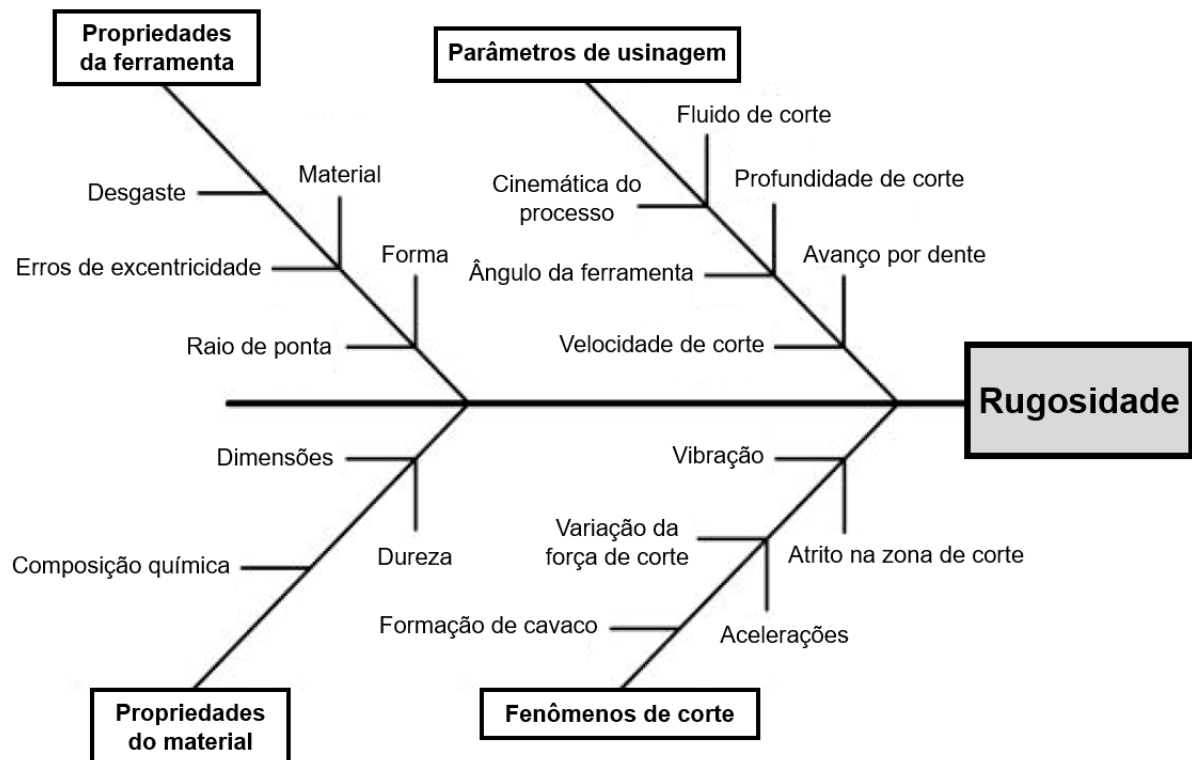 Propriedades
da ferramenta
Parâmetros de usinagem
Fluido de corte
Material
Cinemática do
processo
Profundidade de corte
Desgaste
Forma
Avanço por dente
Erros de excentricidade
Ângulo da ferramenta
Raio de ponta
Velocidade de corte
Rugosidade
Dimensões
Vibração
Variação da
força de corte
Composição química
Dureza
Atrito na zona de corte
Formação de cavaco
Acelerações
Propriedades
do material
Fenômenos de corte